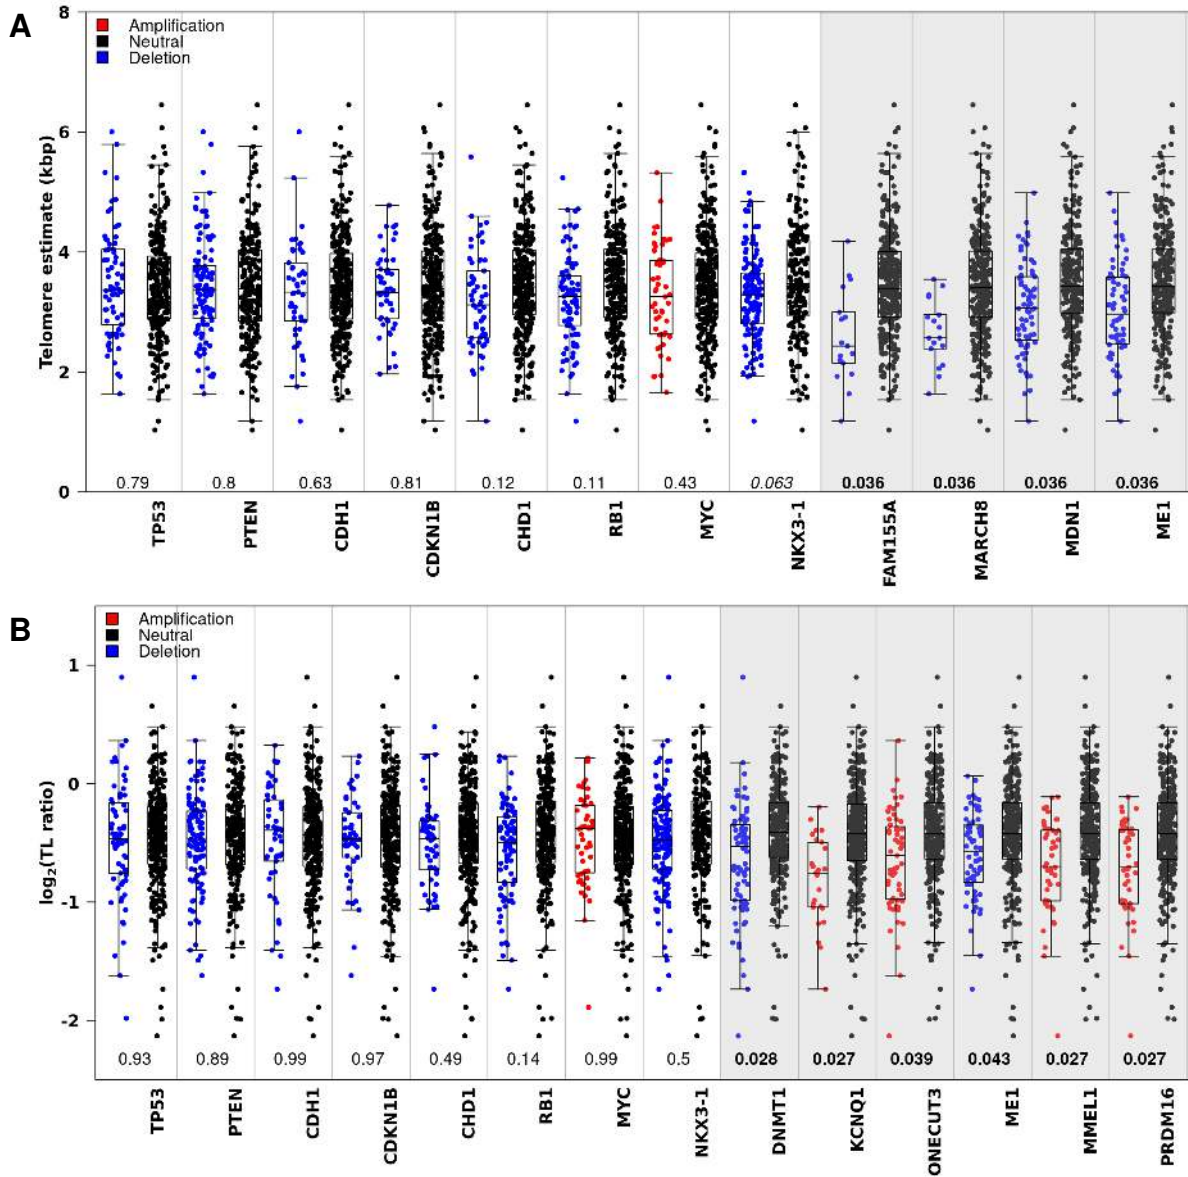 A
8
Amplification
Neutral
Deletion
6
4
2
0
Telomere estimate (kbp)
0.79 0.8 0.63 0.81 0.12 0.11 0.43 0.063 0.036 0.036 0.036 0.036
TP53 PTEN CDH1 CDKN1B CHD1 RB1 MYC NKX3-1 FAM155A MARCH8 MDN1 ME1
B
Amplification
Neutral
Deletion
1
0
-1
-2
log2(TL ratio)
0.93 0.89 0.99 0.97 0.49 0.14 0.99 0.5 0.028 0.027 0.039 0.043 0.027 0.027
TP53 PTEN CDH1 CDKN1B CHD1 RB1 MYC NKX3-1 DNMT1 KCNQ1 ONECUT3 ME1 MMEL1 PRDM16